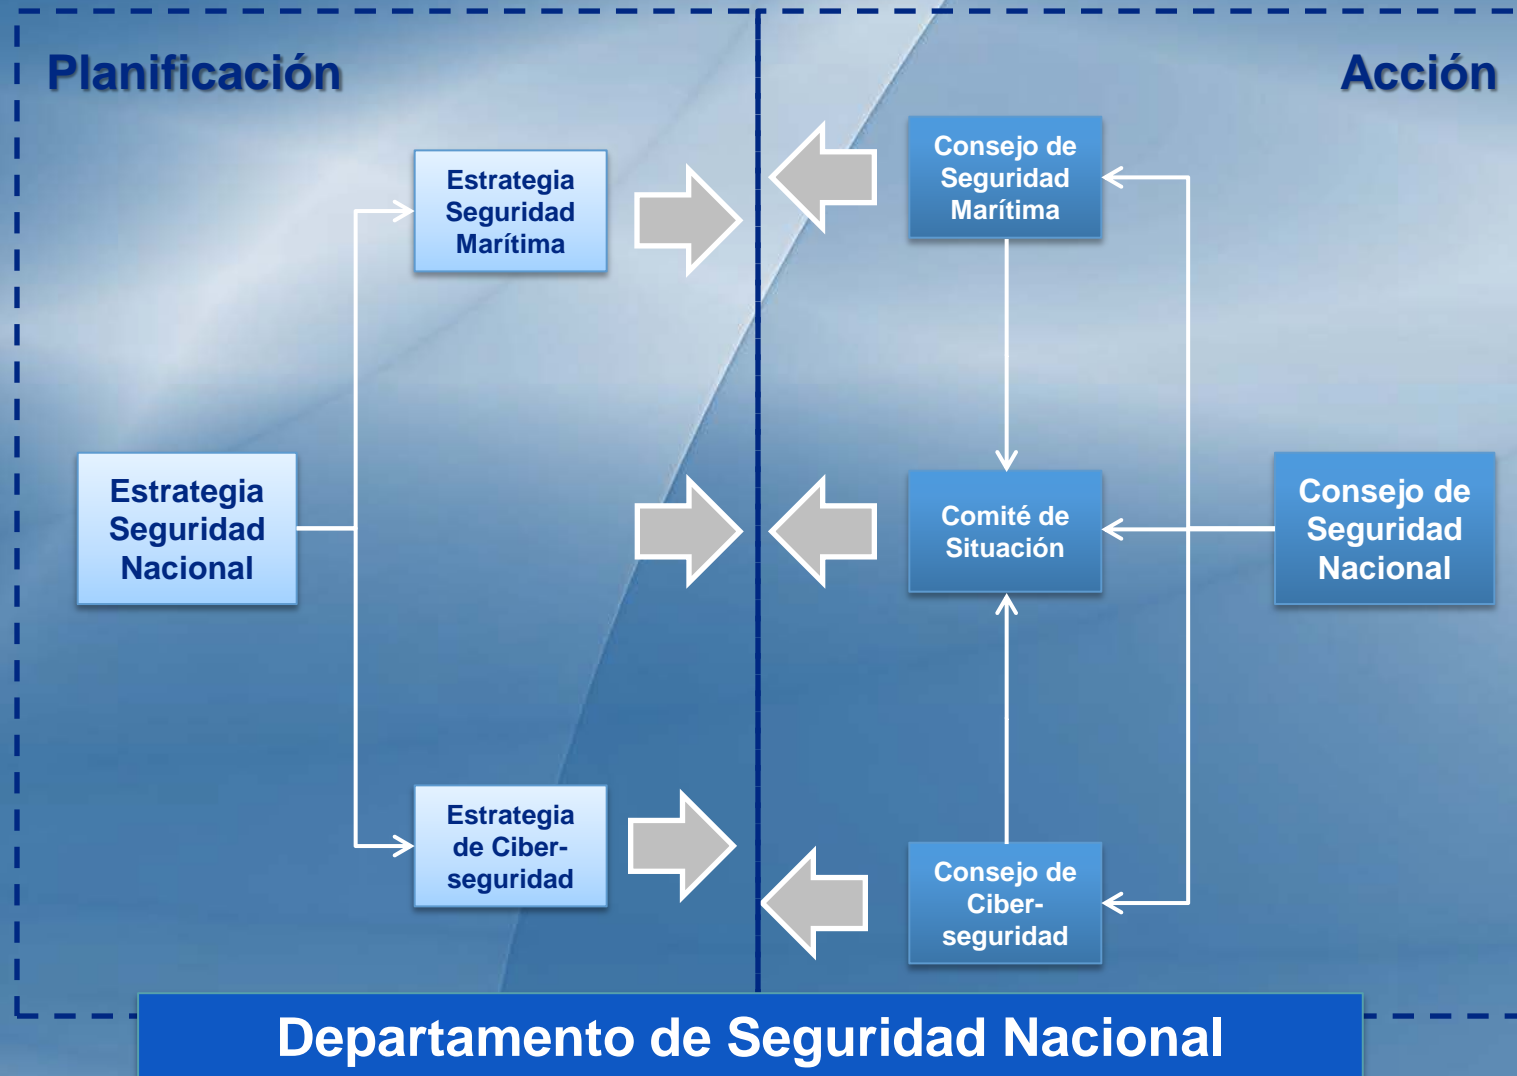 Planificación
Acción
Estrategia
Seguridad
Marítima
Consejo de
Seguridad
Marítima
Estrategia
Seguridad
Nacional
Comité de
Situación
Consejo de
Seguridad
Nacional
Estrategia
de Ciber-
seguridad
Consejo de
Ciber-
seguridad
Departamento de Seguridad Nacional